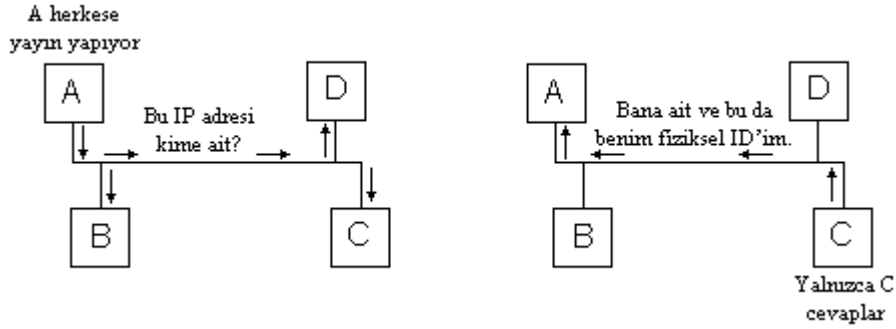 A herkese
yayın yapıyor
A
D
Bu IP adresi
kime ait?
B
C
A
D
Bana ait ve bu da
benim fiziksel ID'im.
B
C
Yalnızca C
cevaplar